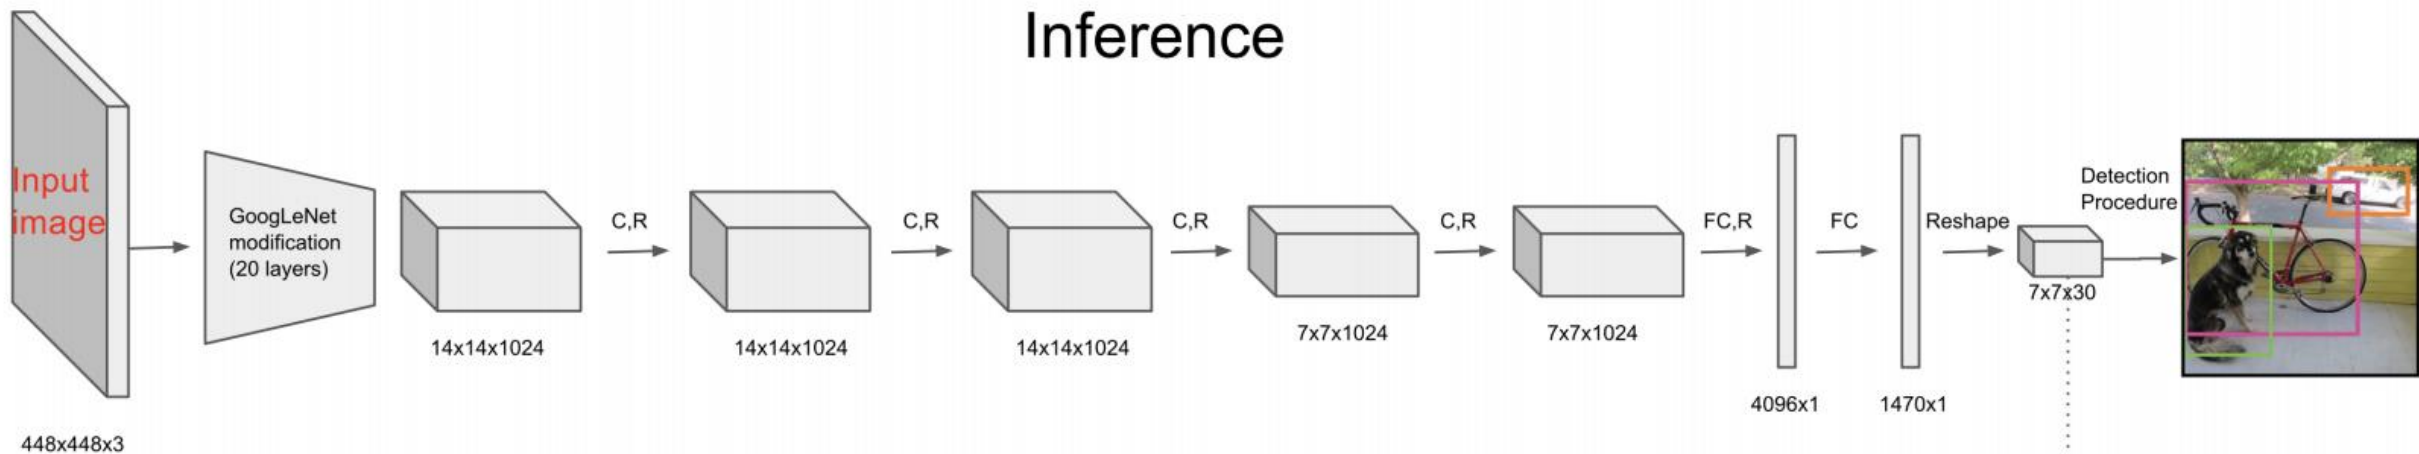 Inference
Input
image
448x448x3
GoogLeNet
modification
(20 layers)
14x14x1024
C,R
14x14x1024
C,R
14x14x1024
C,R
7x7x1024
C,R
7x7x1024
FC,R
4096x1
FC
1470x1
Reshape
7x7x30
Detection
Procedure